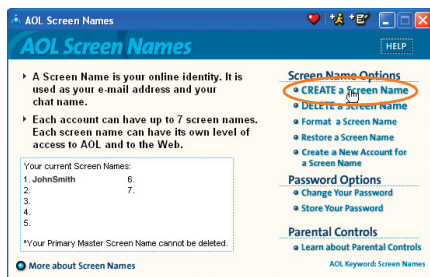 AOL Screen Names
AOL Screen Names
HELP
A Screen Name is your online identity. It is
used as your e-mail address and your
chat name.
Each account can have up to 7 screen names.
Each screen name can have its own level of
access to AOL and to the Web.
Your current Screen Names:
1. JohnSmith 6.
2. 7.
3.
4.
5.
*Your Primary Master Screen Name cannot be deleted.
More about Screen Names
Screen Name Options
CREATE a Screen Name
DELETE a Screen Name
Format a Screen Name
Restore a Screen Name
Create a New Account for
a Screen Name
Password Options
Change Your Password
Store Your Password
Parental Controls
Learn about Parental Controls
AOL Keyword: Screen Names